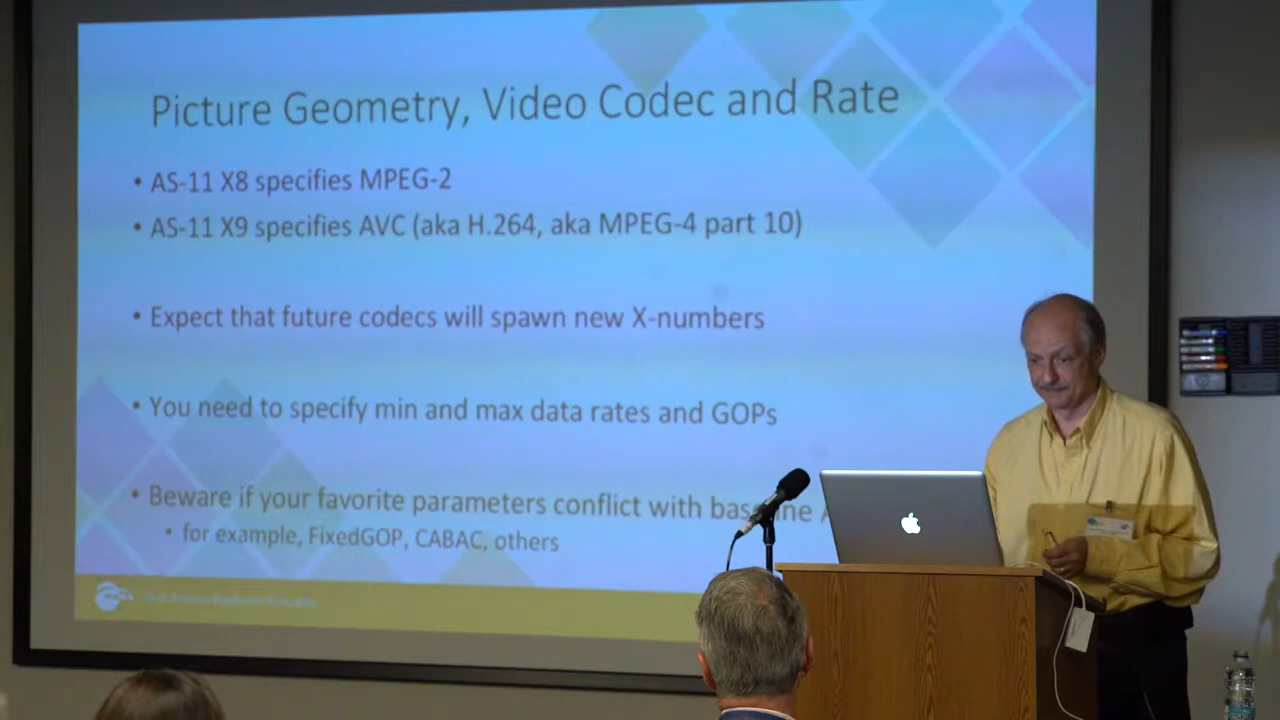 Picture Geometry, Video Codec and Rate
• AS-11 X8 specifies MPEG-2
• AS-11 X9 specifies AVC (aka H.264, aka MPEG-4 part 10)
• Expect that future codecs will spawn new X-numbers
• You need to specify min and max data rates and GOPs
• Beware if your favorite parameters conflict with baseline
• for example, FixedGOP, CABAC, others